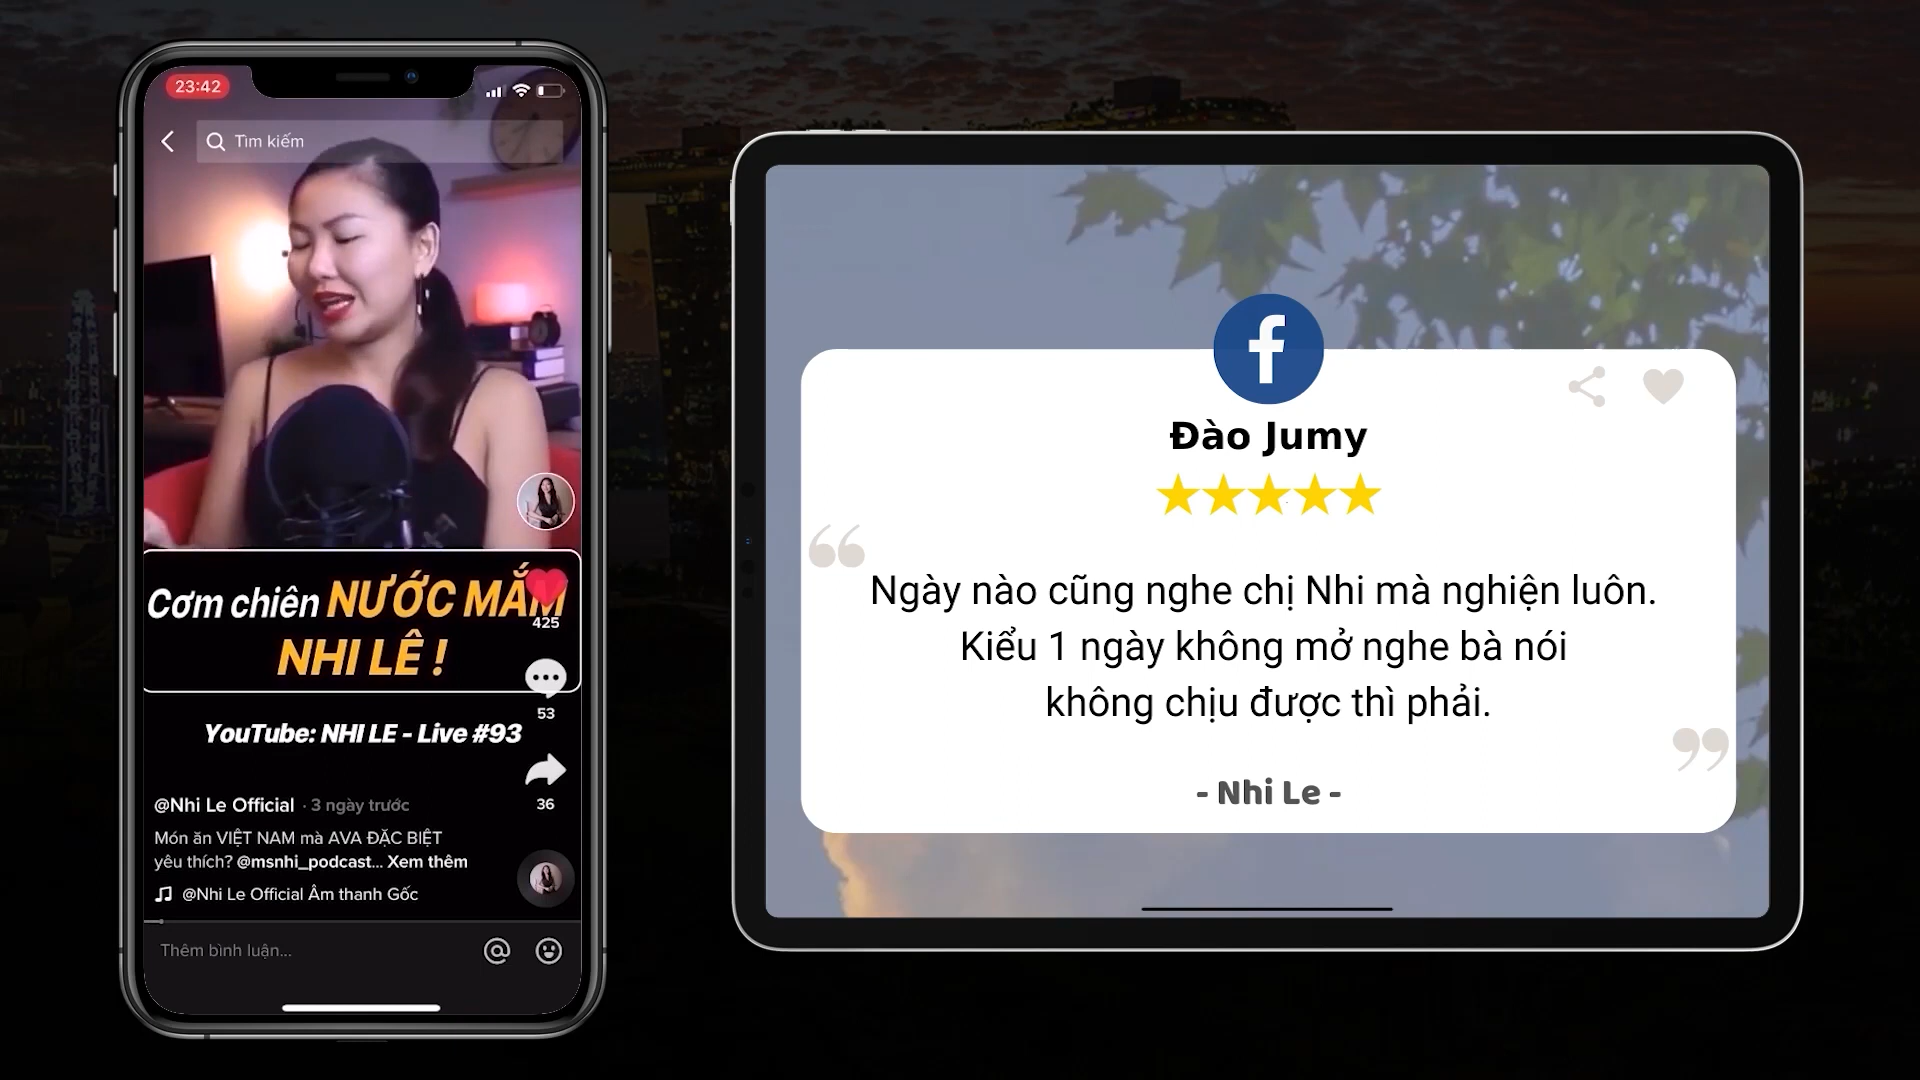 23:42
Tìm kiếm
Cơm chiên NƯỚC MẮM
NHI LÊ !
425
53
YouTube: NHI LE - Live #93
36
@Nhi Le Official · 3 ngày trước
Món ăn VIỆT NAM mà AVA ĐẶC BIỆT
yêu thích? @msnhi_podcast... Xem thêm
@Nhi Le Official Âm thanh Gốc
Thêm bình luận...
f
Đào Jumy
“
Ngày nào cũng nghe chị Nhi mà nghiện luôn.
Kiểu 1 ngày không mở nghe bà nói
không chịu được thì phải.
”
- Nhi Le -